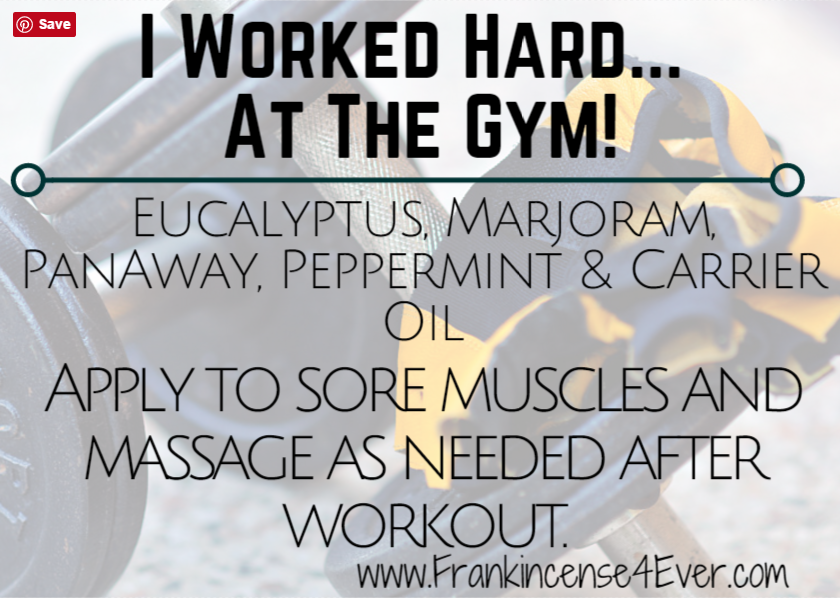 Save
I Worked Hard...
At The Gym!
Eucalyptus, Marjoram,
PanAway, Peppermint & Carrier
Oil
Apply to sore muscles and
massage as needed after
workout.
www.Frankincense4Ever.com